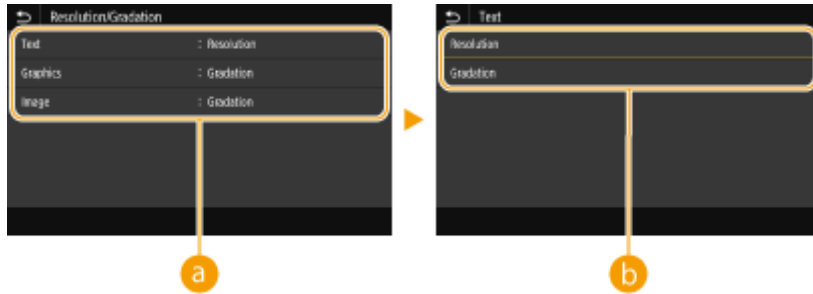 Resolution/Gradation
Text : Resolution
Graphics : Gradation
Image : Gradation
a
Text
Resolution
Gradation
b